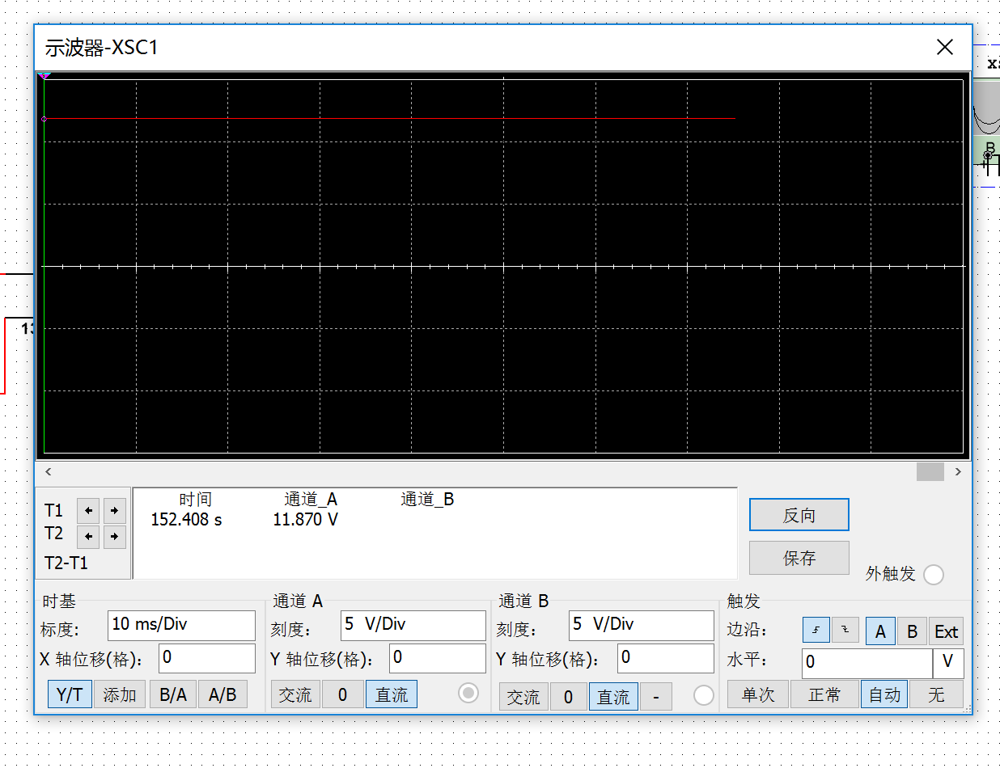 示波器-XSC1
XS
B
13
时间 通道_A 通道_B
T1 152.408 s 11.870 V
T2
T2-T1
反向
保存
外触发
时基
标度: 10 ms/Div
X 轴位移(格): 0
Y/T 添加 B/A A/B
通道 A
刻度: 5 V/Div
Y 轴位移(格): 0
交流 0 直流
通道 B
刻度: 5 V/Div
Y 轴位移(格): 0
交流 0 直流 -
触发
边沿: A B Ext
水平: 0 V
单次 正常 自动 无